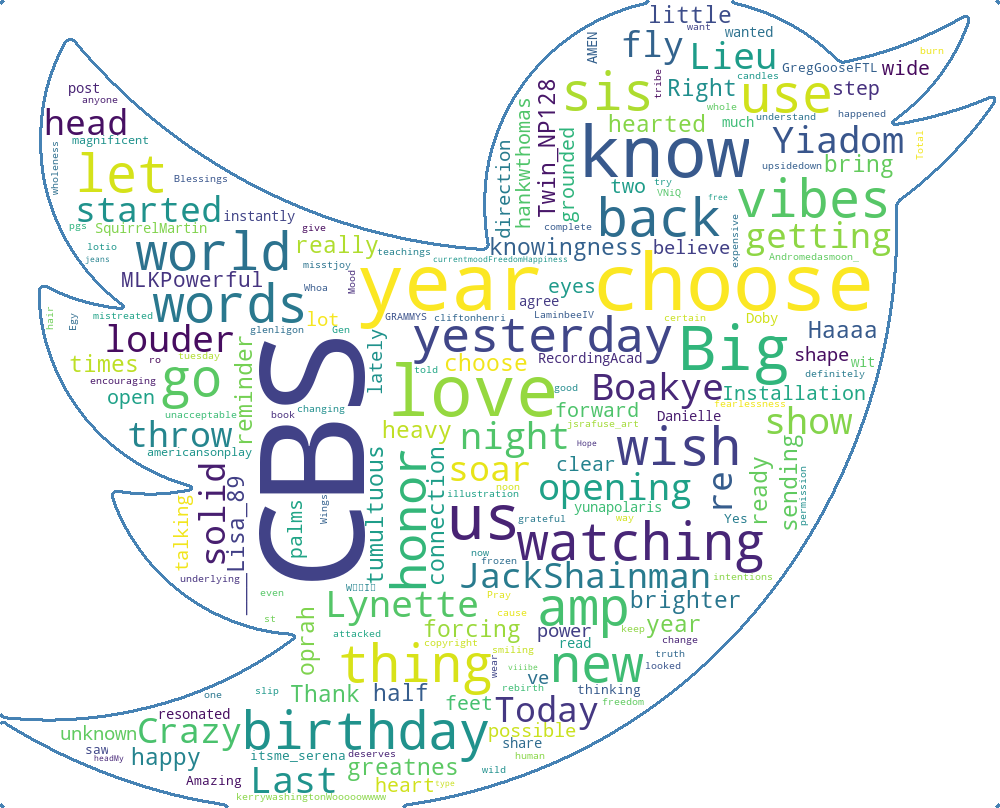 little
want
wanted
AMEN
fly
Lieu
candles
GregGooseFTL
wide
burn
tribe
Right
step
post
anyone
sis
use
whole
happened
head
magnificent
hankwthomas
Twin_NP128
hearted
much
understand
Total
know
Yiadom
wholeness
let
Blessings
direction
grounded
upsidedown
bring
two
try
VNiQ
free
vibes
started
instantly
pgs
SquirrelMartin
give
complete
back
expensive
getting
lotio
jeans
world
really
teachings
knowingness
believe
misstjoy
currentmoodFreedomHappiness
Andromedasmoon_
MLKPowerful
Whoa
Mood
year
eyes
choose
words
agree
hair
Egy
mistreated
lot
GRAMMYS
cliftonhenri
LaminbeeIV
certain
Doby
Haaaa
glenligon
Gen
louder
yesterday
Big
times
ro
tuesday
reminder
CBS
lately
told
choose
RecordingAcad
shape
wit
definitely
encouraging
go
love
good
Boakye
Installation
open
unacceptable
book
changing
forward
Danielle
fearlessness
throw
heavy
night
jsrafuse_art
show
americansonplay
Hope
wish
solid
Lisa_89
tumultuous
honor
connection
soar
clear
re
ready
sending
permission
talking
palms
Wings
noon
illustration
opening
us
grateful
way
yunapolaris
Yes
watching
now
frozen
underlying
JackShainman
intentions
even
Pray
Lynette
cause
amp
brighter
st
oprah
attacked
forcing
power
keep
year
copyright
smiling
read
change
thing
wear
viiibe
ve
new
truth
looked
one
slip
Thank
half
feet
rebirth
thinking
freedom
resonated
Today
unknown
Crazy
birthday
possible
saw
headMy
happy
itsme_serena
deserves
share
human
greatnes
wild
Amazing
Last
heart
type
kerrywashingtonWooooowwww